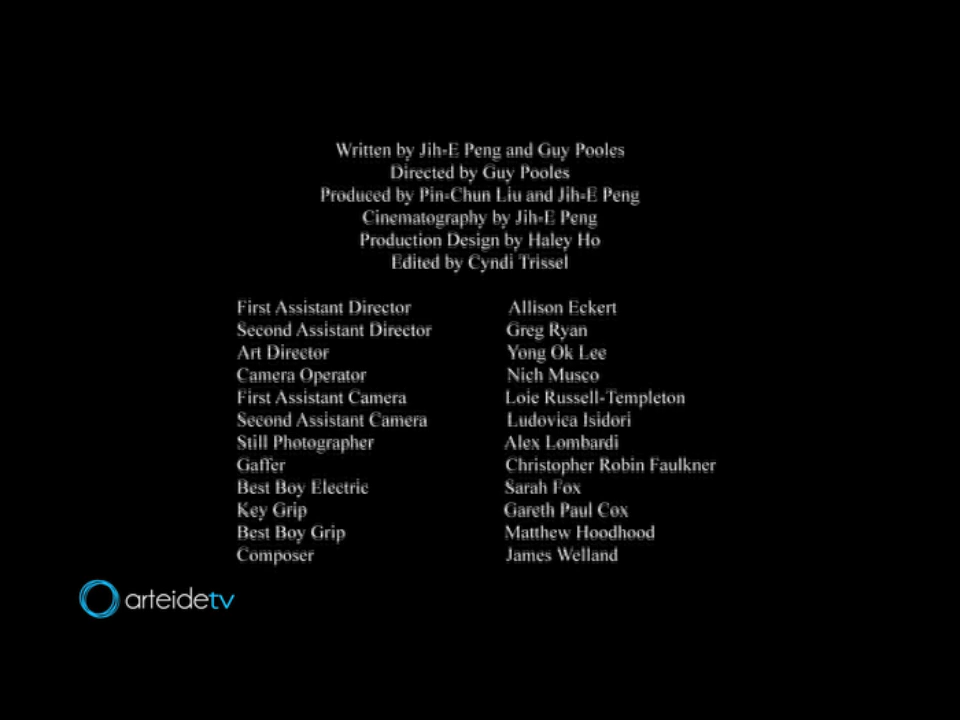 Written by Jih-E Peng and Guy Pooles
Directed by Guy Pooles
Produced by Pin-Chun Liu and Jih-E Peng
Cinematography by Jih-E Peng
Production Design by Haley Ho
Edited by Cyndi Trissel
First Assistant Director Allison Eckert
Second Assistant Director Greg Ryan
Art Director Yong Ok Lee
Camera Operator Nich Musco
First Assistant Camera Loie Russell-Templeton
Second Assistant Camera Ludovica Isidori
Still Photographer Alex Lombardi
Gaffer Christopher Robin Faulkner
Best Boy Electric Sarah Fox
Key Grip Gareth Paul Cox
Best Boy Grip Matthew Hoodhood
Composer James Welland
arteidetv